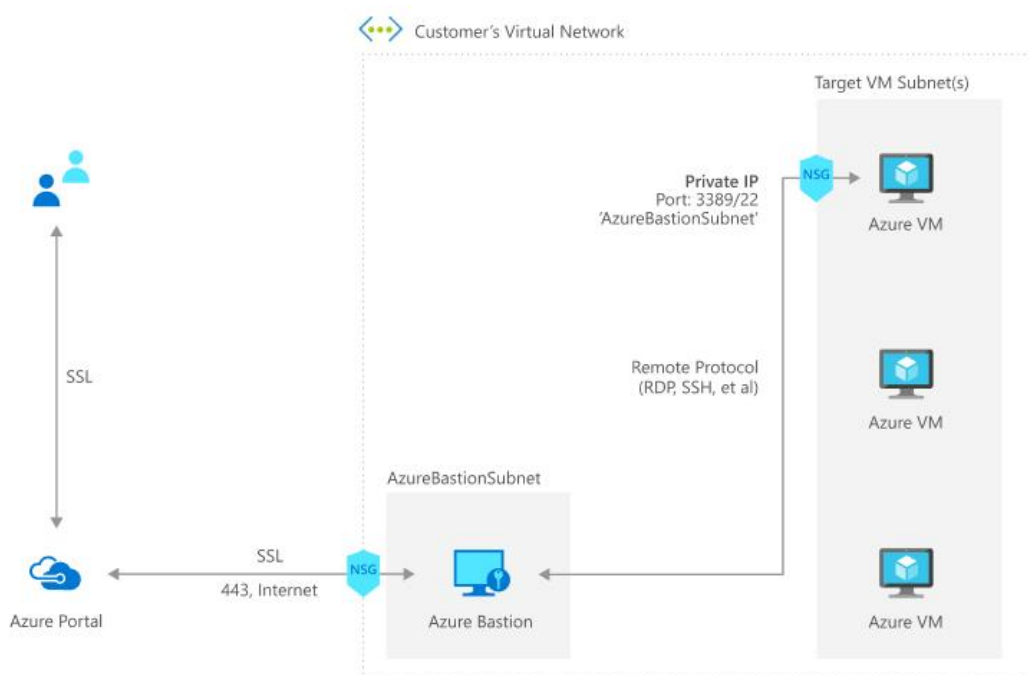 Customer's Virtual Network
Target VM Subnet(s)
NSG
Private IP
Port: 3389/22
'AzureBastionSubnet'
Azure VM
SSL
Remote Protocol
(RDP, SSH, et al)
Azure VM
AzureBastionSubnet
SSL
NSG
443, Internet
Azure Portal
Azure Bastion
Azure VM